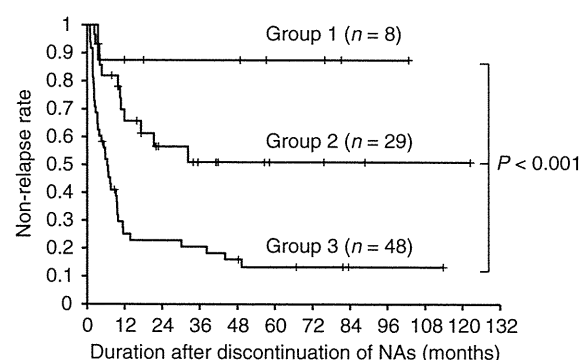 Non-relapse rate
1
0.9
0.8
0.7
0.6
0.5
0.4
0.3
0.2
0.1
0
Group 1 (n = 8)
Group 2 (n = 29)
Group 3 (n = 48)
P < 0.001
0 12 24 36 48 60 72 84 96 108 120 132
Duration after discontinuation of NAs (months)